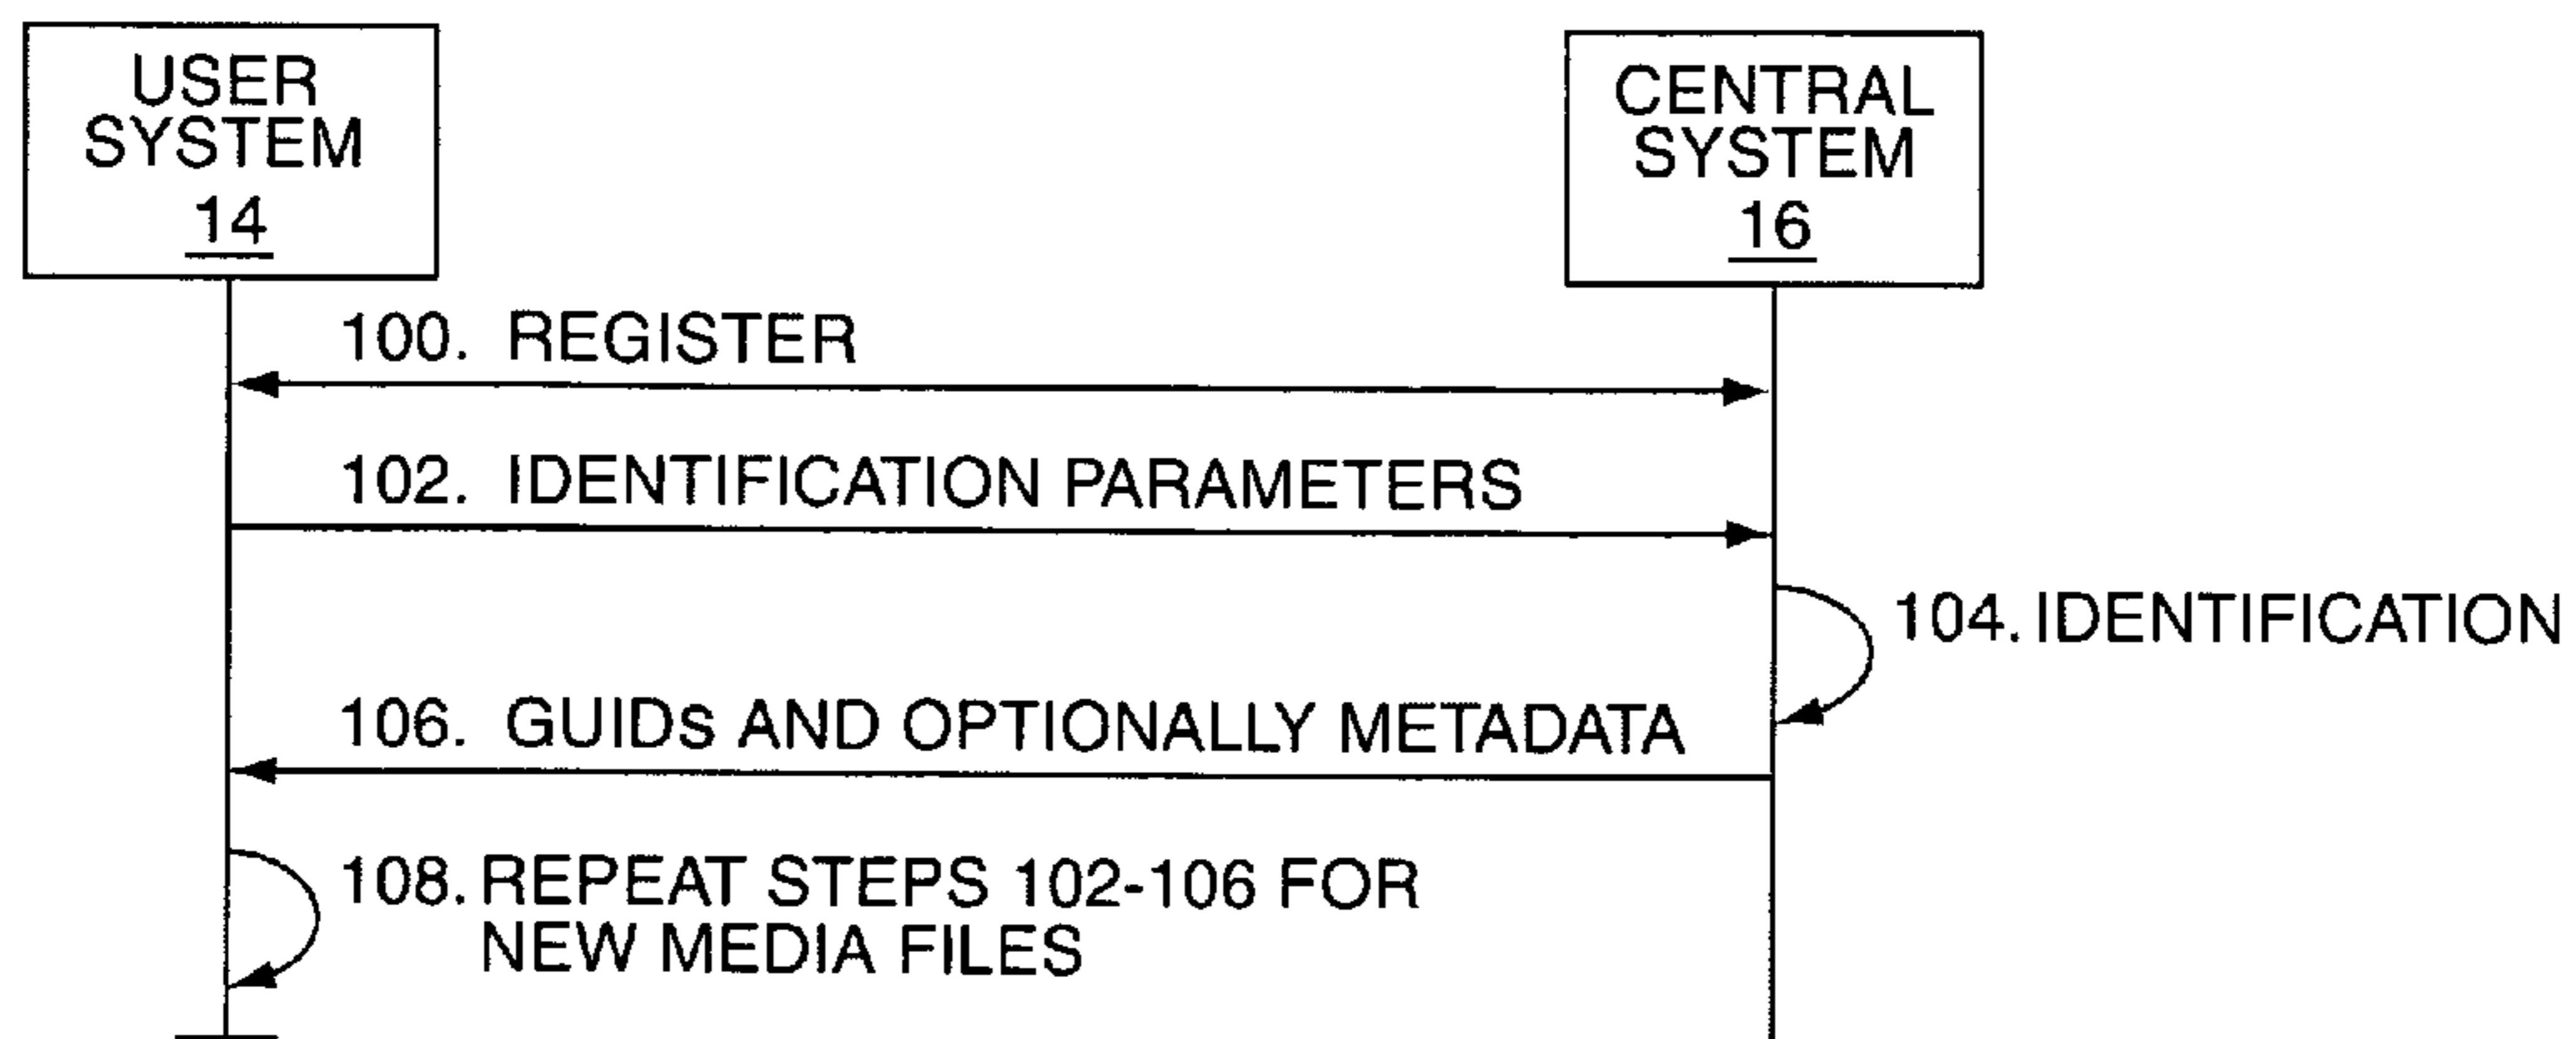 USER
SYSTEM
14
CENTRAL
SYSTEM
16
100. REGISTER
102. IDENTIFICATION PARAMETERS
104. IDENTIFICATION
106. GUIDs AND OPTIONALLY METADATA
108. REPEAT STEPS 102-106 FOR
NEW MEDIA FILES